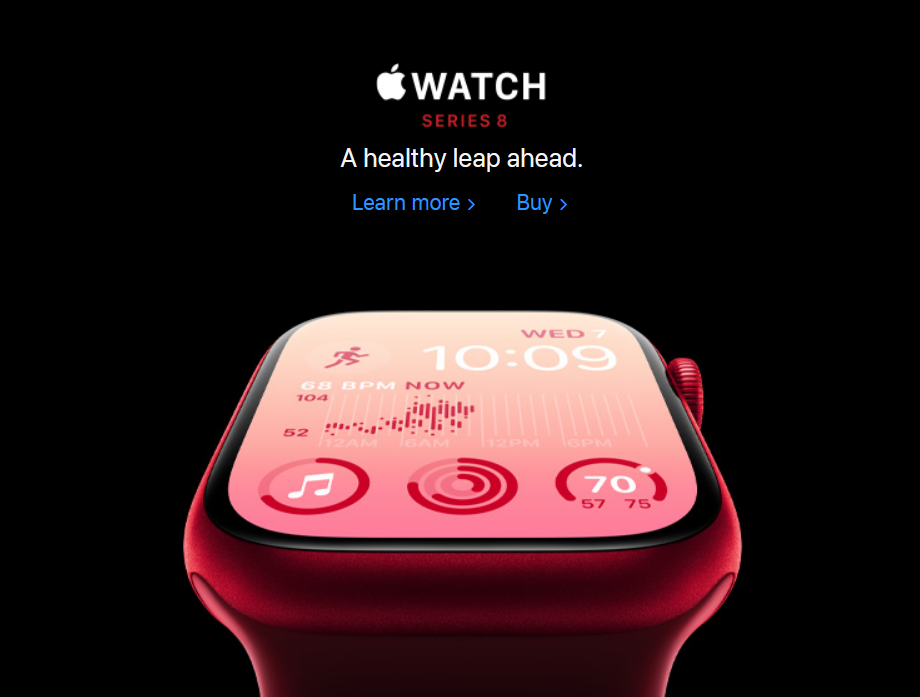 WATCH
SERIES 8
A healthy leap ahead.
Learn more >
Buy >
WED 7
10:09
68 BPM NOW
104
52
12AM 6AM 12PM 6PM
70
57 75